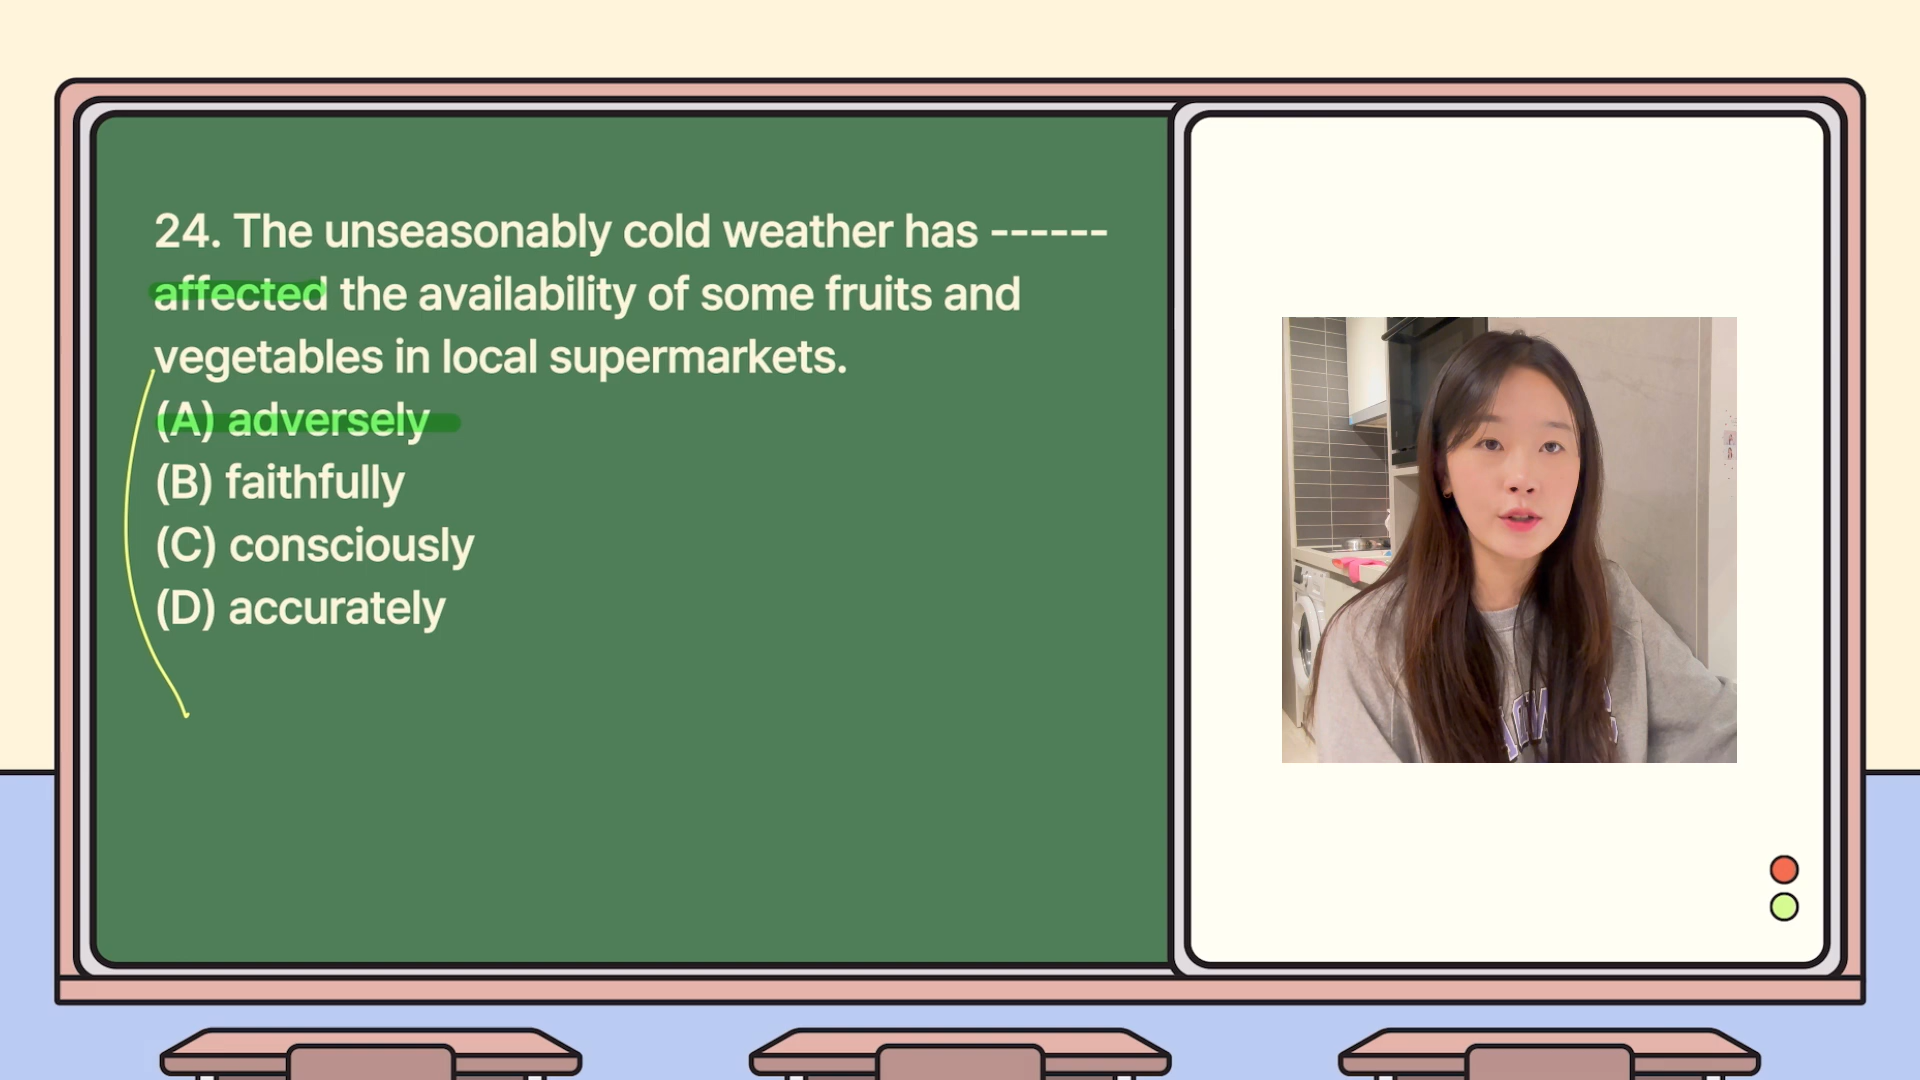 24. The unseasonably cold weather has ------
affected the availability of some fruits and
vegetables in local supermarkets.
(A) adversely
(B) faithfully
(C) consciously
(D) accurately